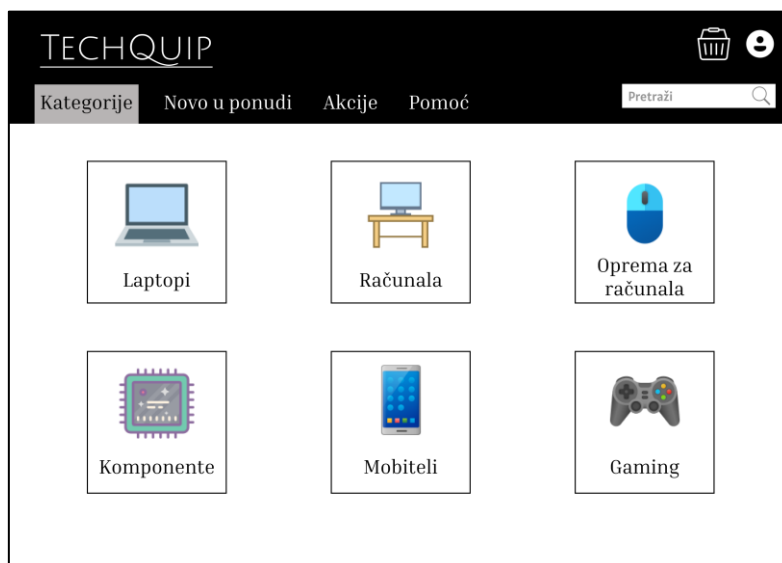 TECHQUIP
Kategorije Novo u ponudi Akcije Pomoć Pretraži
Laptopi Računala Oprema za
računala
Komponente Mobiteli Gaming